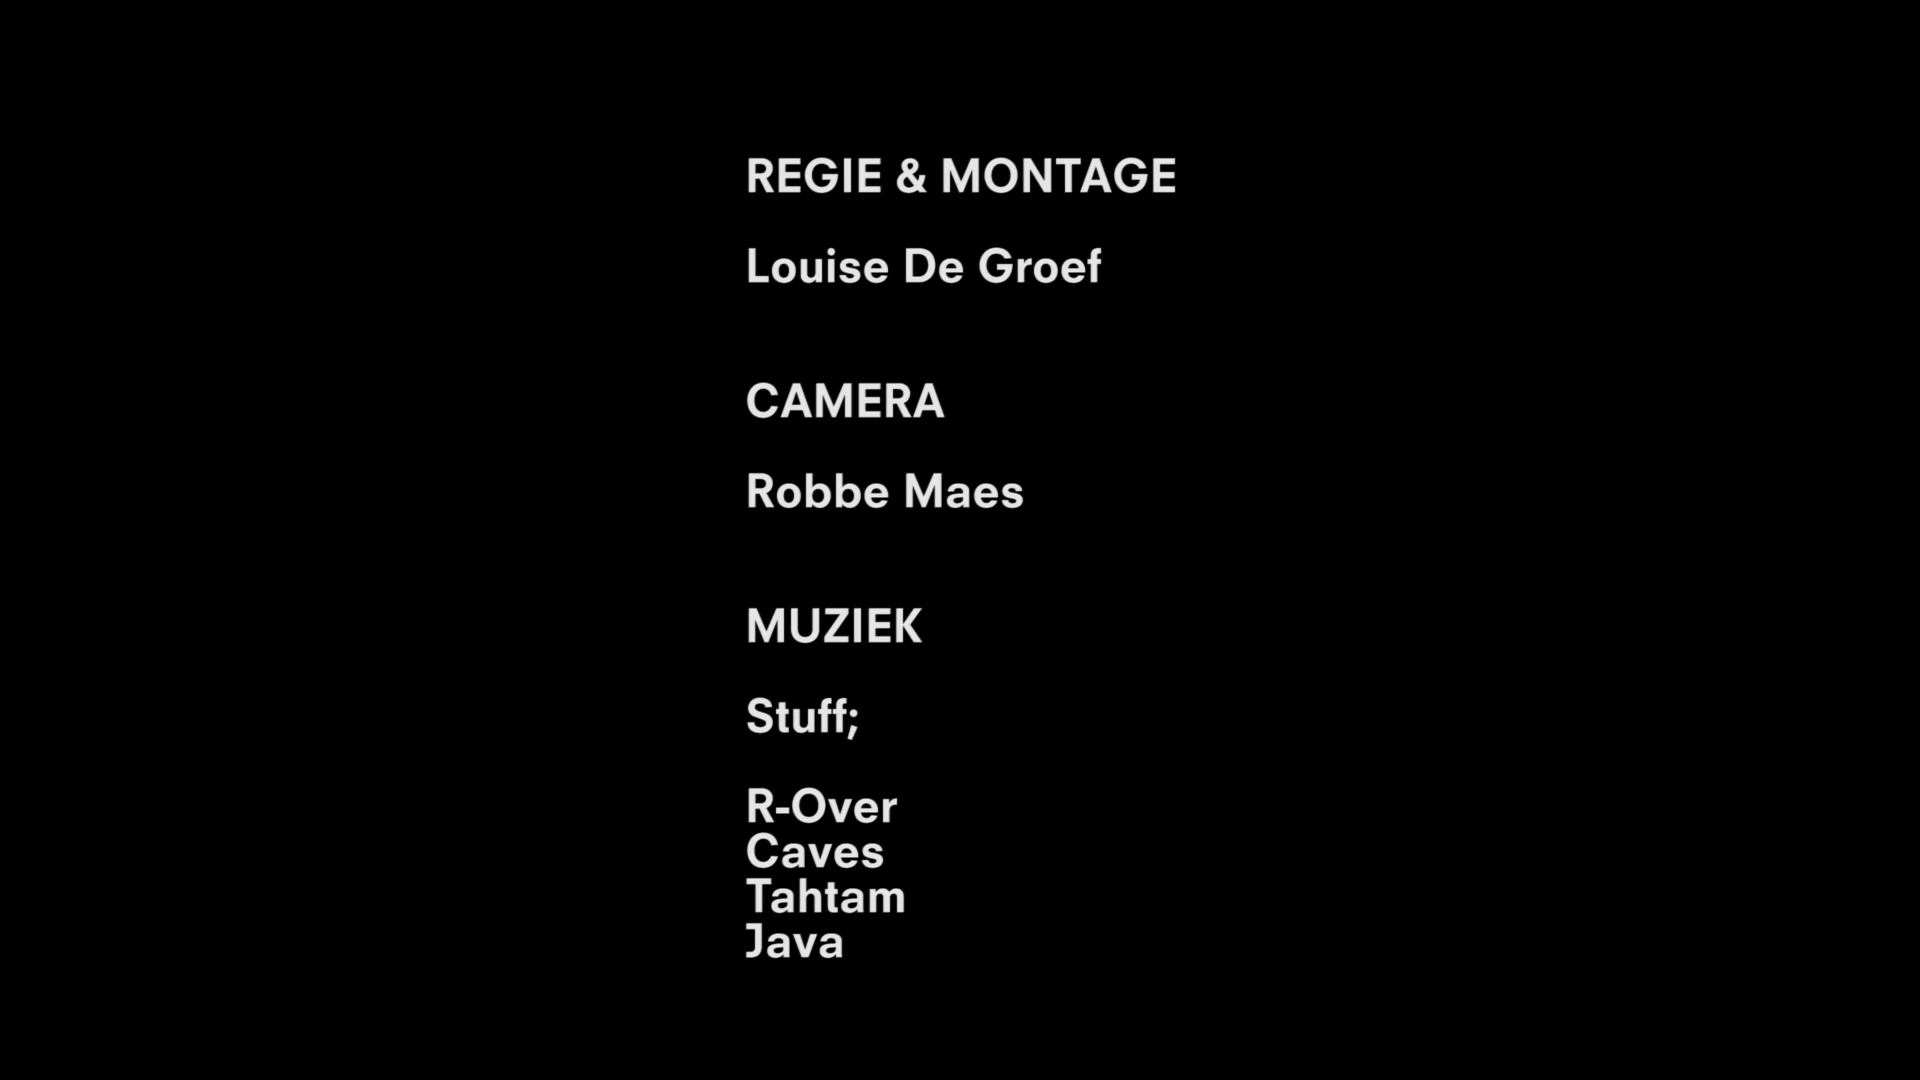 REGIE & MONTAGE
Louise De Groef
CAMERA
Robbe Maes
MUZIEK
Stuff;
R-Over
Caves
Tahtam
Java